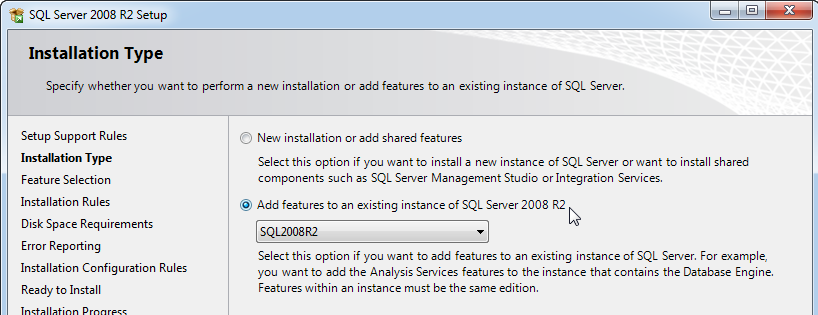 SQL Server 2008 R2 Setup
Installation Type
Specify whether you want to perform a new installation or add features to an existing instance of SQL Server.
Setup Support Rules
Installation Type
Feature Selection
Installation Rules
Disk Space Requirements
Error Reporting
Installation Configuration Rules
Ready to Install
Installation Progress
New installation or add shared features
Select this option if you want to install a new instance of SQL Server or want to install shared
components such as SQL Server Management Studio or Integration Services.
Add features to an existing instance of SQL Server 2008 R2
SQL2008R2
Select this option if you want to add features to an existing instance of SQL Server. For example,
you want to add the Analysis Services features to the instance that contains the Database Engine.
Features within an instance must be the same edition.